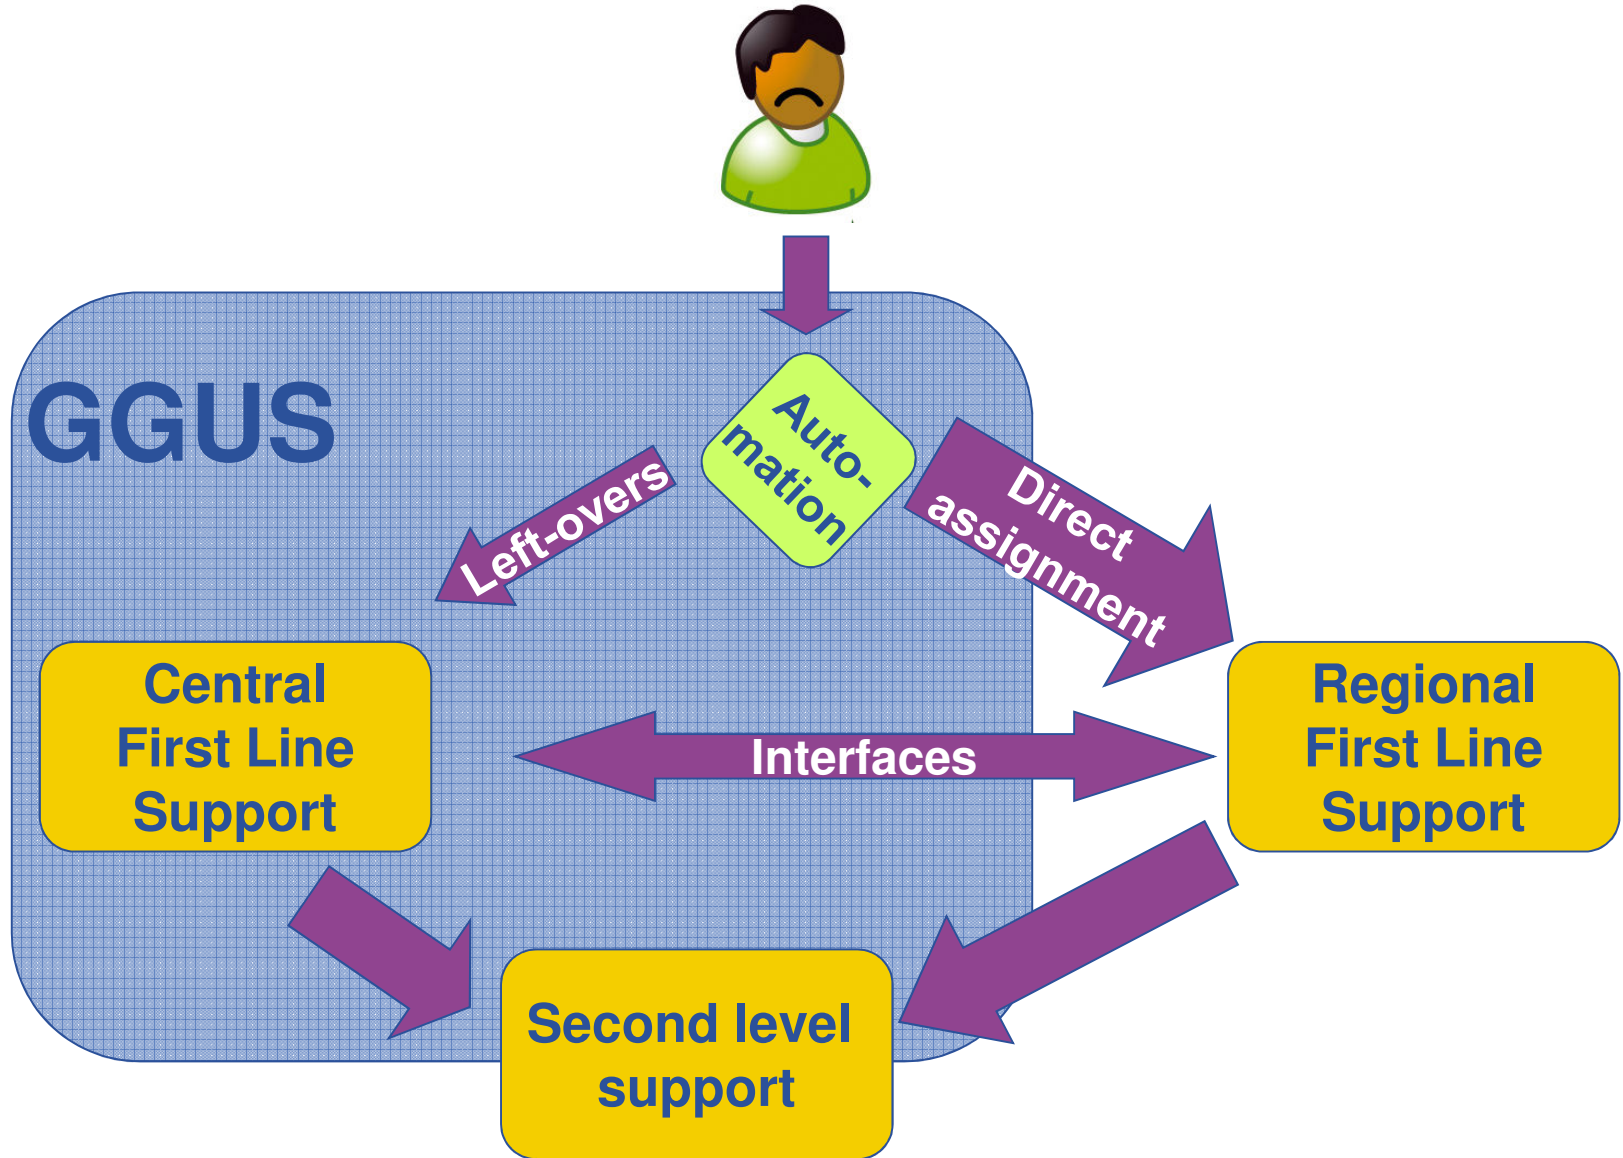 GGUS
Auto-
mation
Left-overs
Direct
assignment
Central
First Line
Support
Interfaces
Regional
First Line
Support
Second level
support